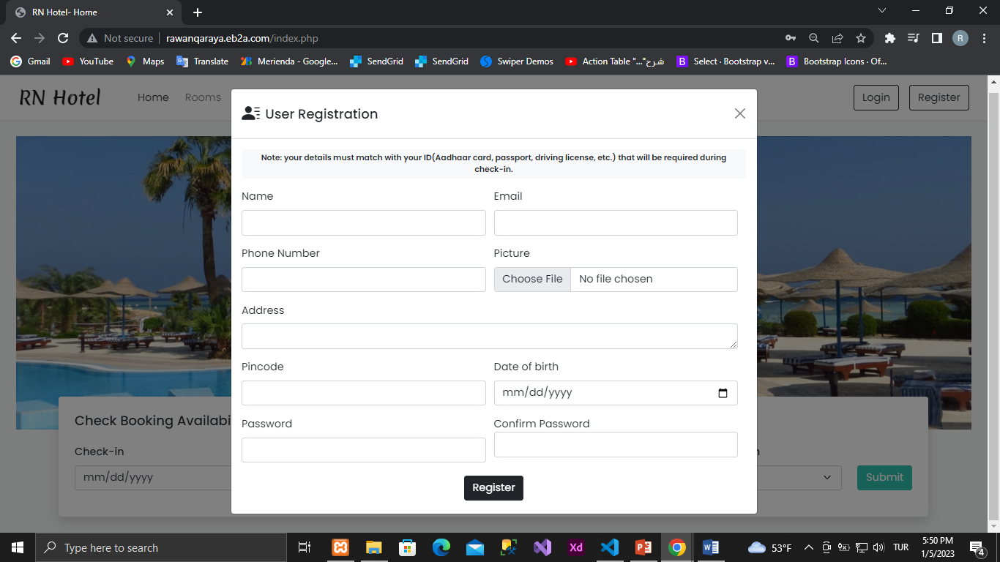 RN Hotel- Home
Not secure rawanqaraya.eb2a.com/index.php
Gmail YouTube Maps Translate Merienda - Google... SendGrid SendGrid Swiper Demos Action Table "..."شرح Select · Bootstrap v... Bootstrap Icons · Of...
RN Hotel Home Rooms Login Register
User Registration
Note: your details must match with your ID(Aadhaar card, passport, driving license, etc.) that will be required during
check-in.
Name Email
Phone Number Picture
Choose File No file chosen
Address
Pincode Date of birth
mm/dd/yyyy
Password Confirm Password
Register
Check Booking Availabi
Check-in
mm/dd/yyyy Submit
Type here to search 53°F TUR 5:50 PM
1/5/2023 4